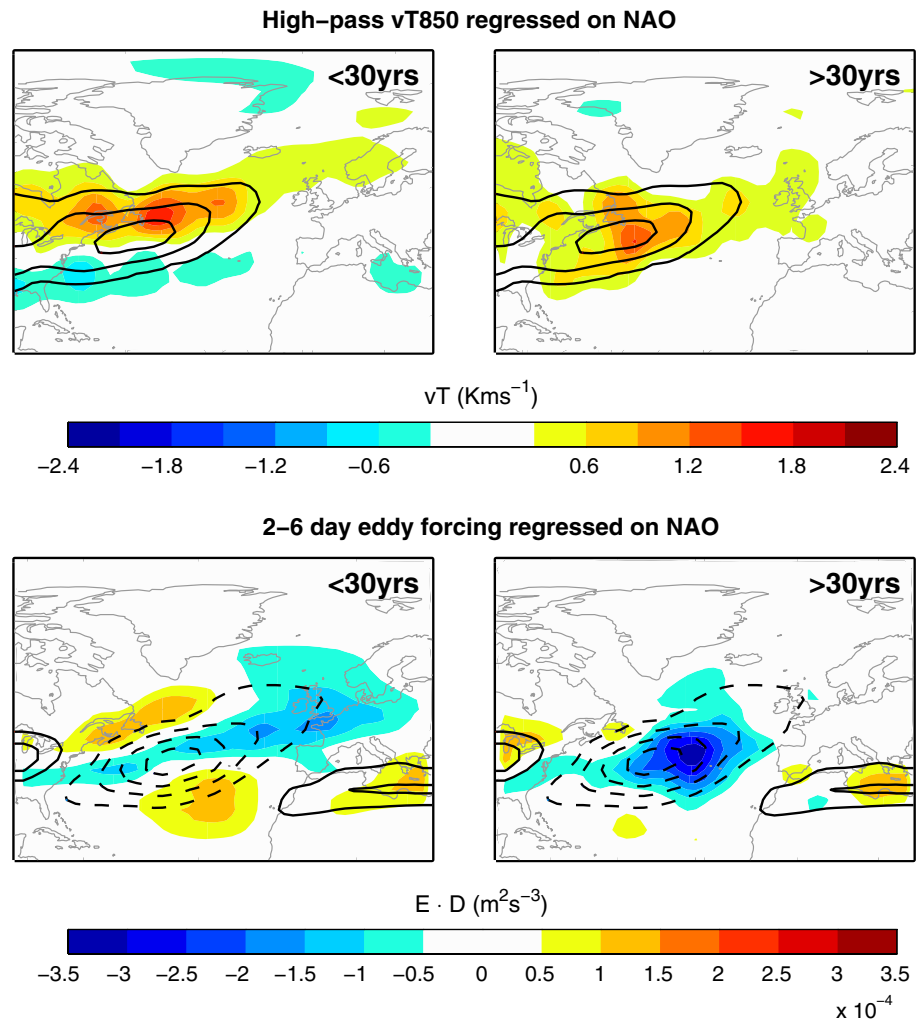 High−pass vT850 regressed on NAO
<30yrs
>30yrs
vT (Kms−1)
−2.4 −1.8 −1.2 −0.6 0.6 1.2 1.8 2.4
2−6 day eddy forcing regressed on NAO
<30yrs
>30yrs
E · D (m2s−3)
−3.5 −3 −2.5 −2 −1.5 −1 −0.5 0 0.5 1 1.5 2 2.5 3 3.5
x 10−4